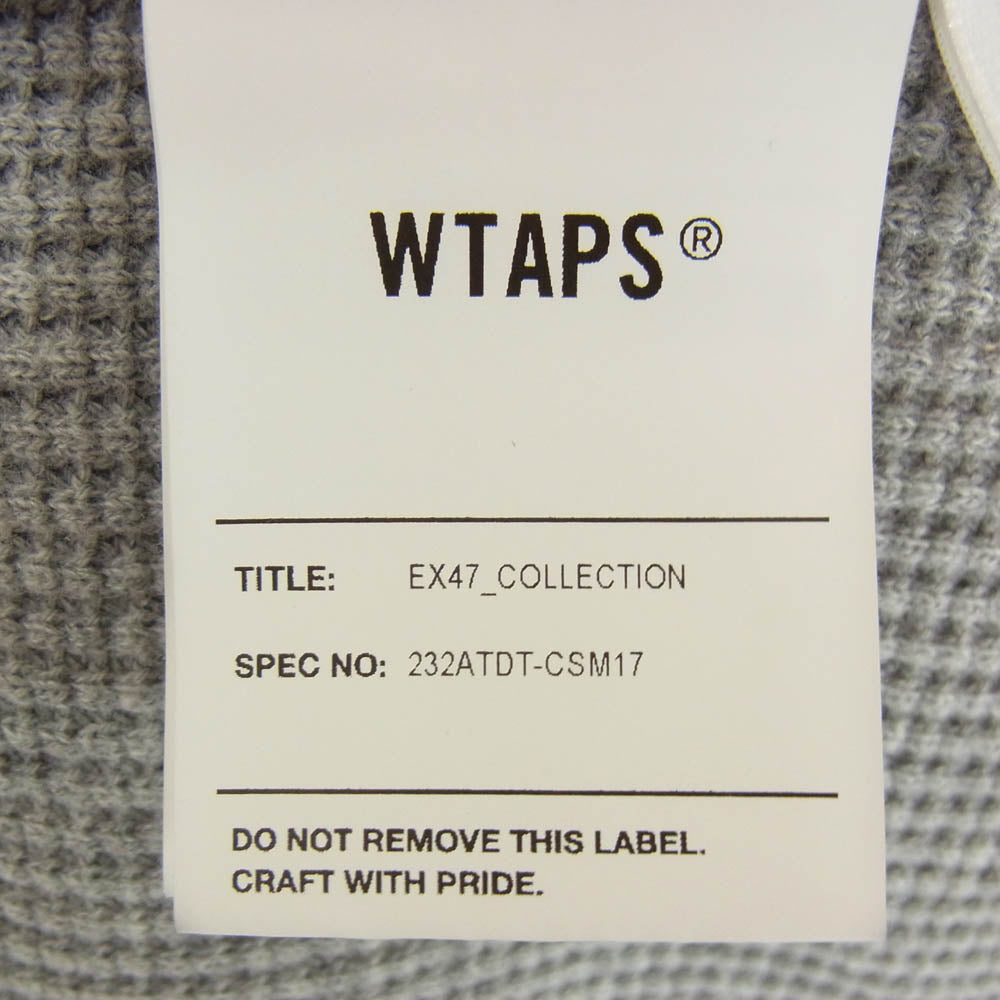 WTAPS®
TITLE: EX47_COLLECTION
SPEC NO: 232ATDT-CSM17
DO NOT REMOVE THIS LABEL.
CRAFT WITH PRIDE.